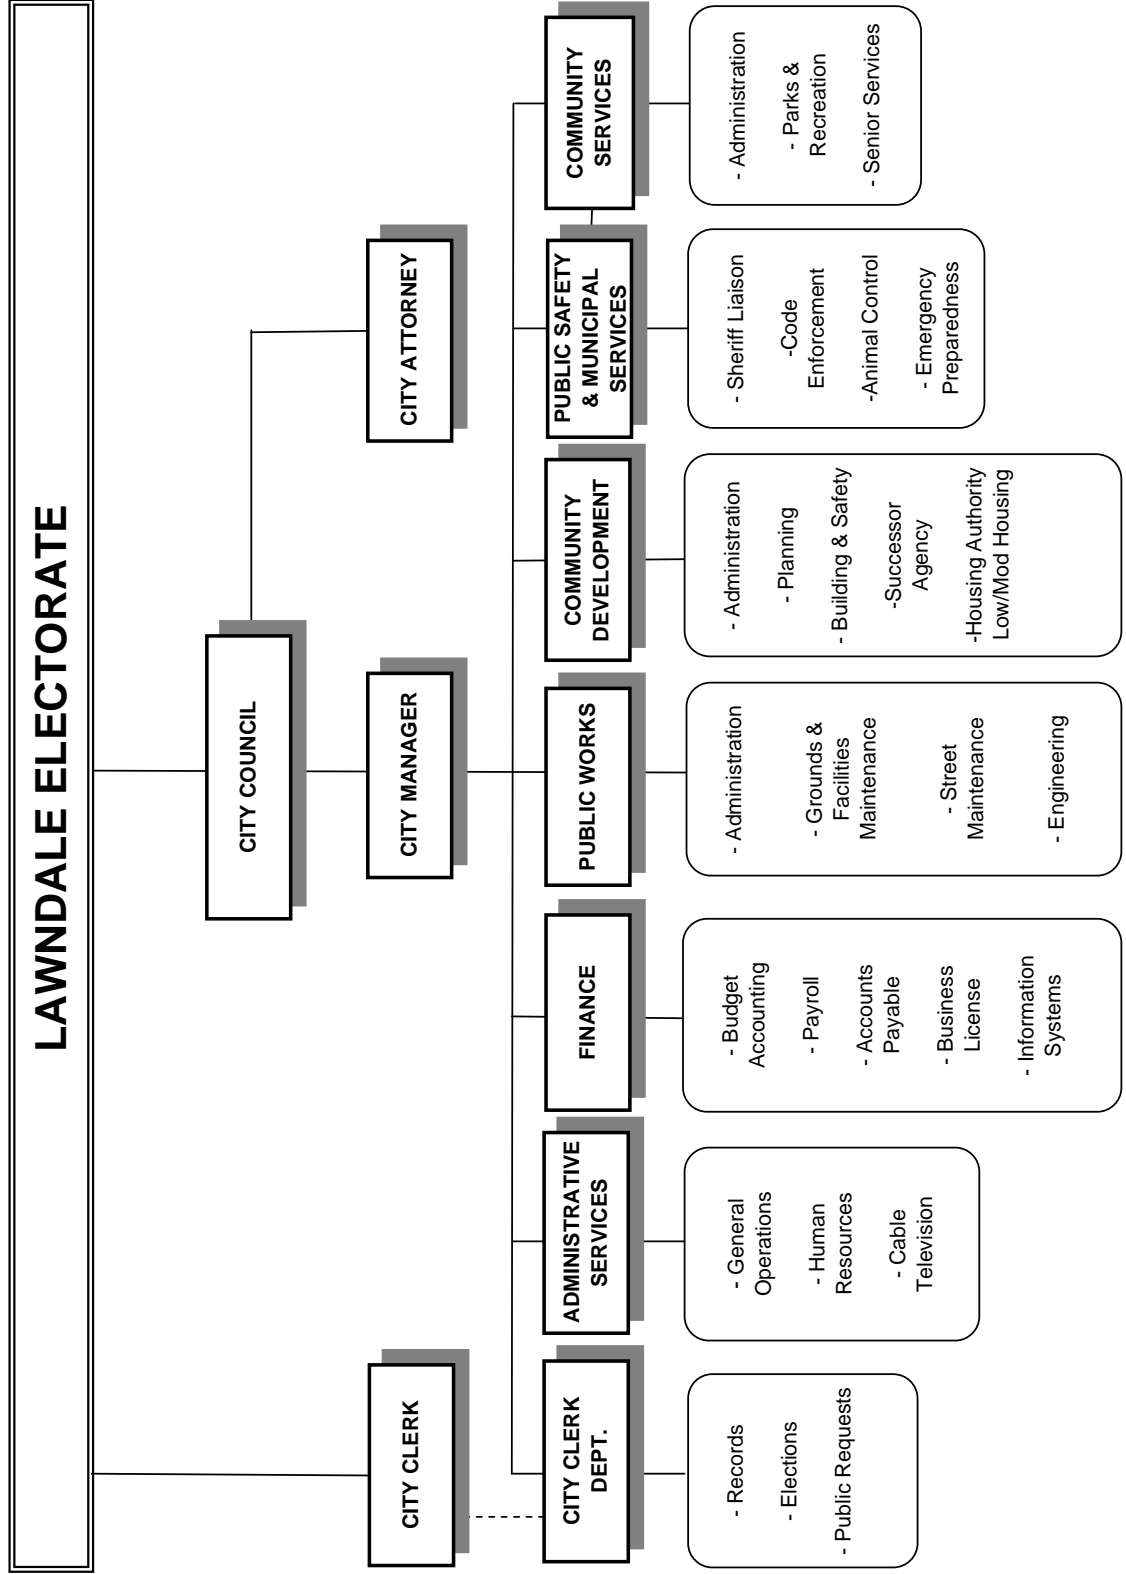 LAWNDALE ELECTORATE
CITY COUNCIL
CITY CLERK
CITY MANAGER
CITY ATTORNEY
CITY CLERK
DEPT.
ADMINISTRATIVE
SERVICES
FINANCE
PUBLIC WORKS
COMMUNITY
DEVELOPMENT
PUBLIC SAFETY
& MUNICIPAL
SERVICES
COMMUNITY
SERVICES
- Records
- Elections
- Public Requests
- General
Operations
- Human
Resources
- Cable
Television
- Budget
Accounting
- Payroll
- Accounts
Payable
- Business
License
- Information
Systems
- Administration
- Grounds &
Facilities
Maintenance
- Street
Maintenance
- Engineering
- Administration
- Planning
- Building & Safety
-Successor
Agency
-Housing Authority
Low/Mod Housing
- Sheriff Liaison
-Code
Enforcement
-Animal Control
- Emergency
Preparedness
- Administration
- Parks &
Recreation
- Senior Services